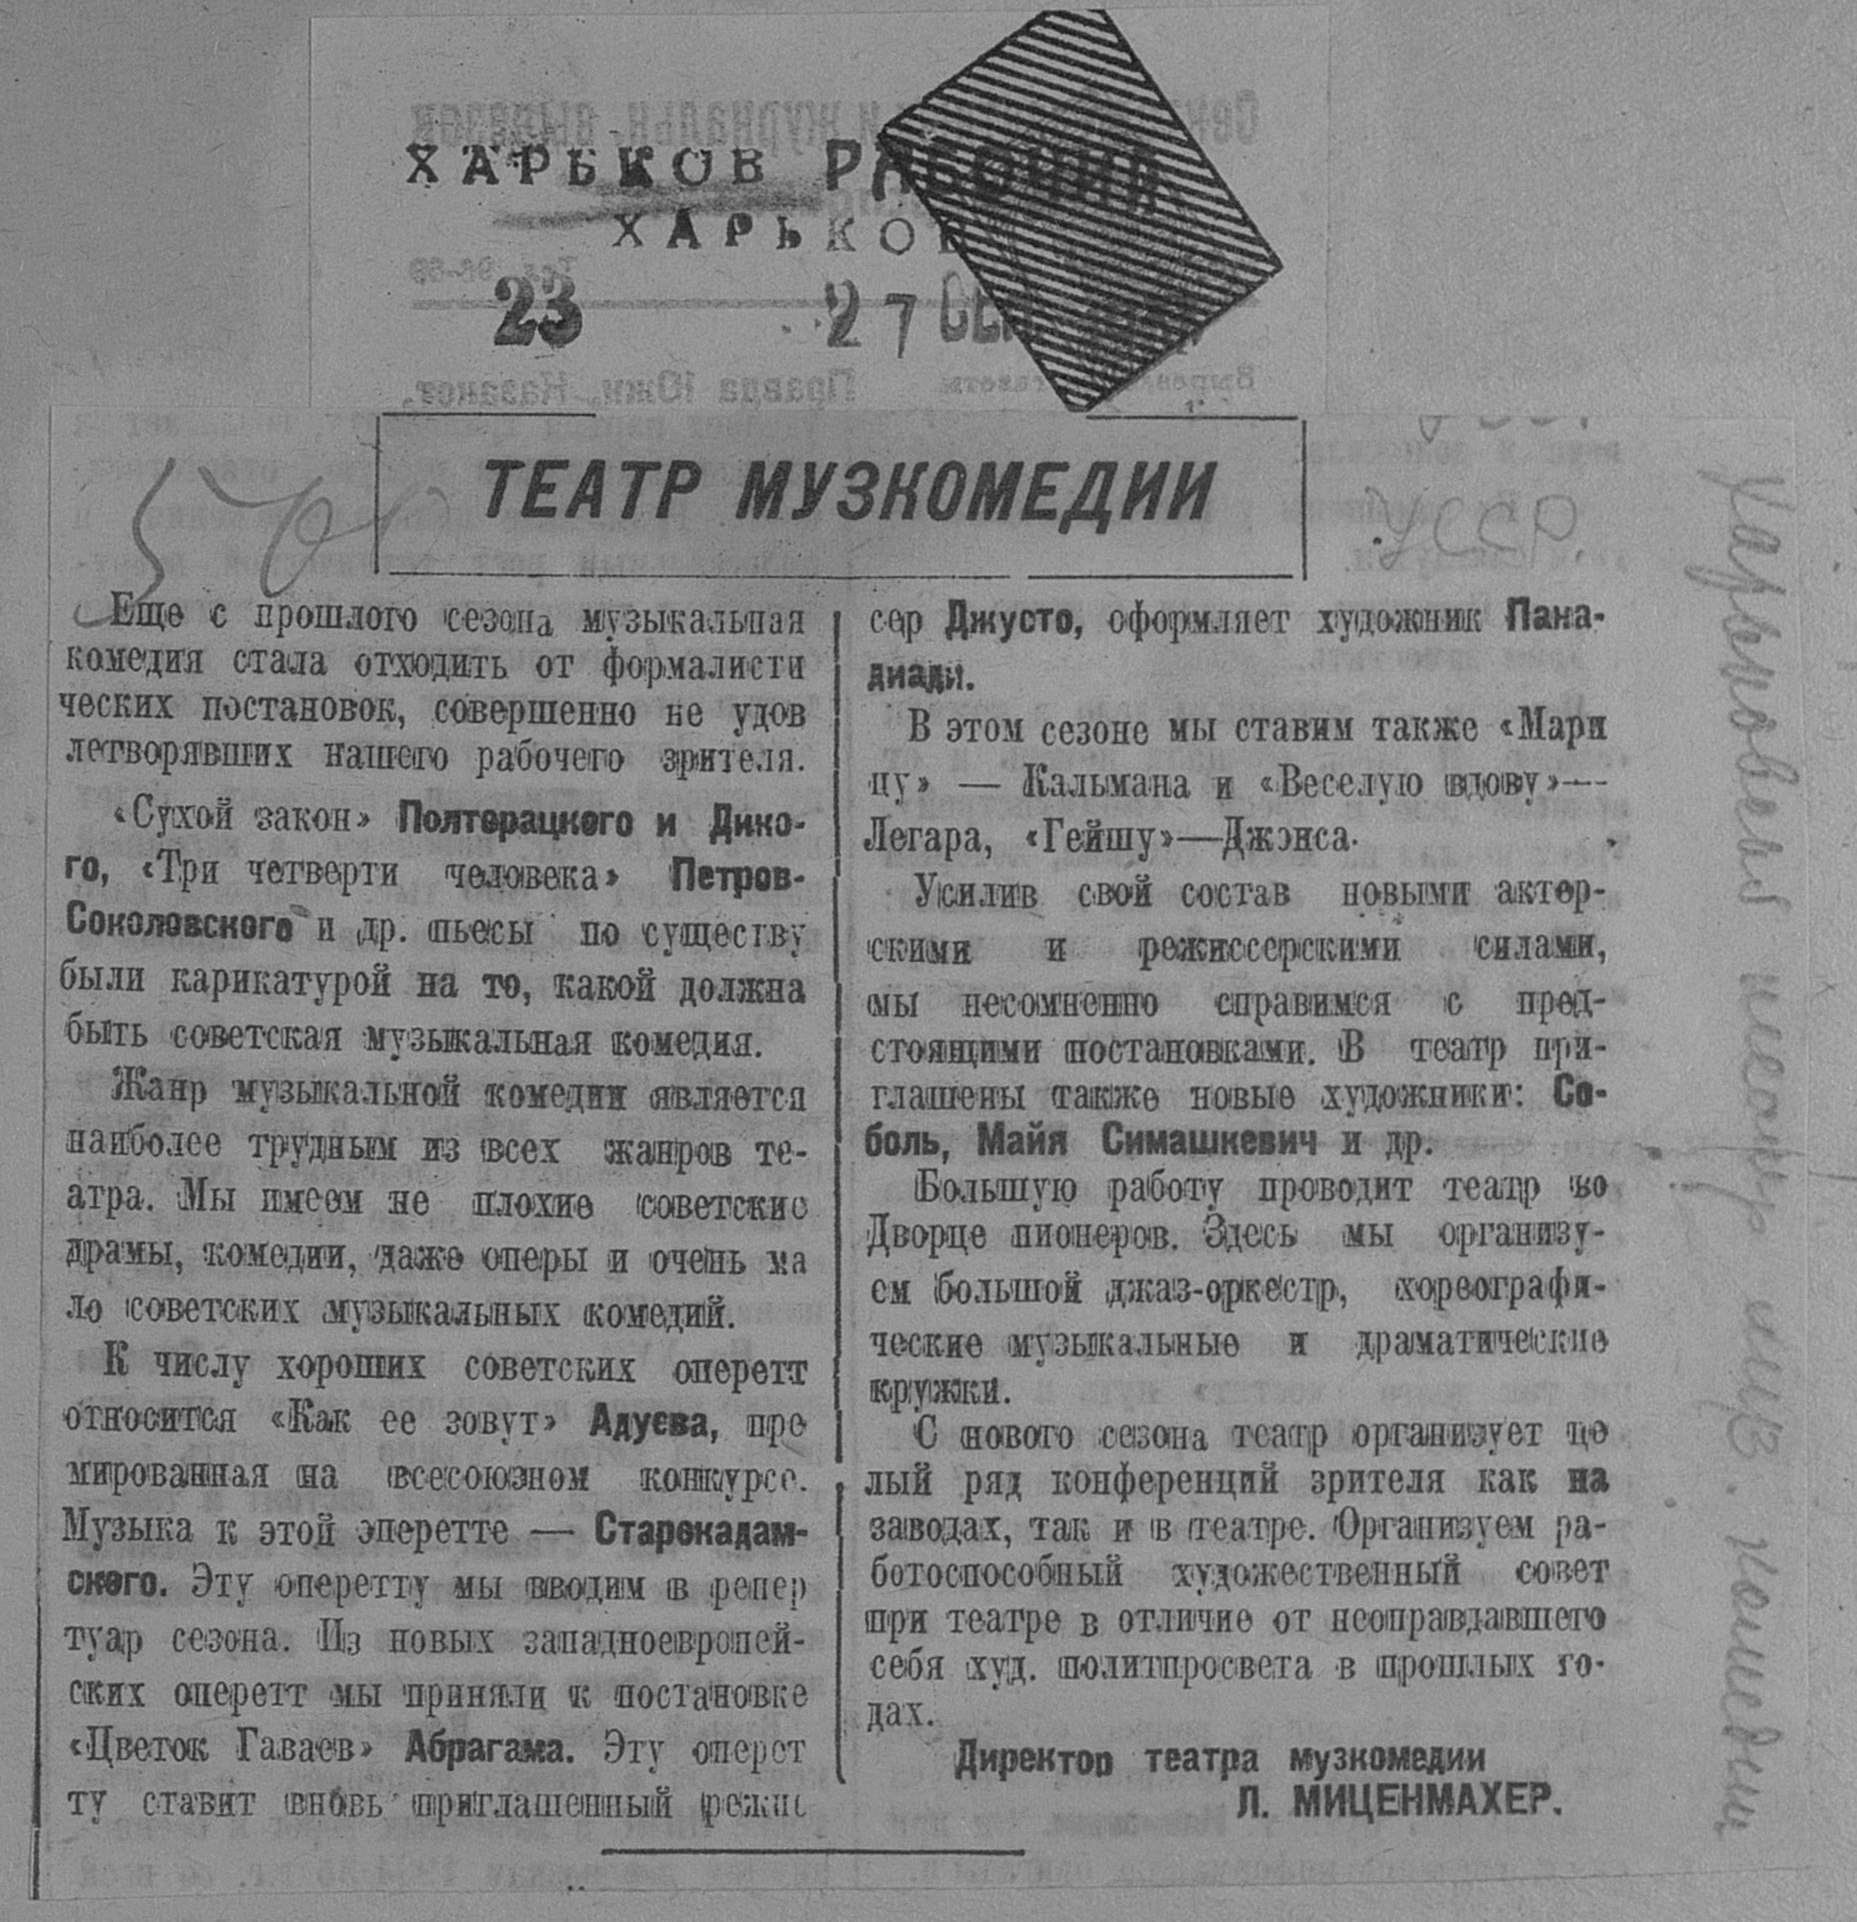 ХАРЬКОВ РАБОЧИЙ
ХАРЬКОВ
23 27
ТЕАТР МУЗКОМЕДИИ
УССР.
Еще с прошлого сезона музыкальная
комедия стала отходить от формалисти
ческих постановок, совершенно не удов
летворявших нашего рабочего зрителя.
«Сухой закон» Полторацкого и Дико-
го, «Три четверти человека» Петров-
Соколовского и др. пьесы по существу
были карикатурой на то, какой должна
быть советская музыкальная комедия.
Жанр музыкальной комедии является
наиболее трудным из всех жанров те-
атра. Мы имеем не плохие советские
драмы, комедии, даже оперы и очень ма
ло советских музыкальных комедий.
К числу хороших советских оперетт
относится «Как ее зовут» Адуева, пре
мированная на всесоюзном конкурсе.
Музыка к этой эперетте — Старокадам-
ского. Эту оперетту мы вводим в репер
туар сезона. Из новых западноевропей-
ских оперетт мы приняли к постановке
«Цветок Гаваев» Абрагама. Эту оперет
ту ставит вновь приглашенный режис
сер Джусто, оформляет художник Пана-
диади.
В этом сезоне мы ставим также «Мари
цу» — Кальмана и «Веселую вдову»—
Легара, «Гейшу»—Джонса.
Усилив свой состав новыми актер-
скими и режиссерскими силами,
мы несомненно справимся с пред-
стоящими постановками. В театр при-
глашены также новые художники: Со-
боль, Майя Симашкевич и др.
Большую работу проводит театр во
Дворце пионеров. Здесь мы организу-
ем большой джаз-оркестр, хореографи-
ческие музыкальные и драматические
кружки.
С нового сезона театр организует це
лый ряд конференций зрителя как на
заводах, так и в театре. Организуем ра-
ботоспособный художественный совет
при театре в отличие от неоправдавшего
себя худ. политпросвета в прошлых го-
дах.
Директор театра музкомедии
Л. МИЦЕНМАХЕР.
Харьковский театр муз. комедии